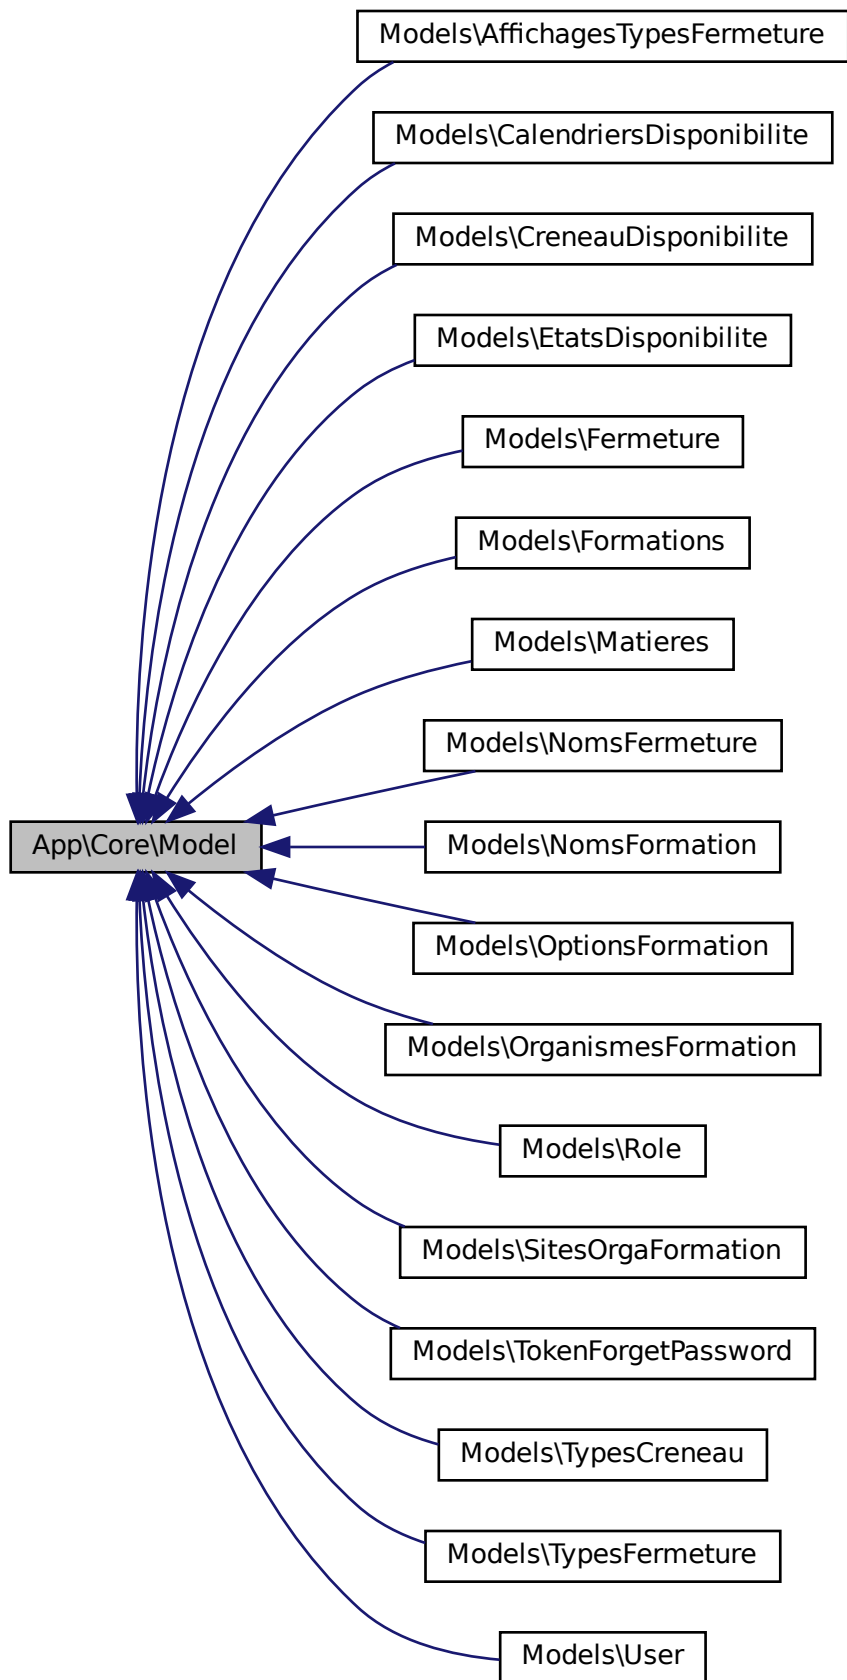 Models\AffichagesTypesFermeture
Models\CalendriersDisponibilite
Models\CreneauDisponibilite
Models\EtatsDisponibilite
Models\Fermeture
Models\Formations
Models\Matieres
Models\NomsFermeture
App\Core\Model
Models\NomsFormation
Models\OptionsFormation
Models\OrganismesFormation
Models\Role
Models\SitesOrgaFormation
Models\TokenForgetPassword
Models\TypesCreneau
Models\TypesFermeture
Models\User